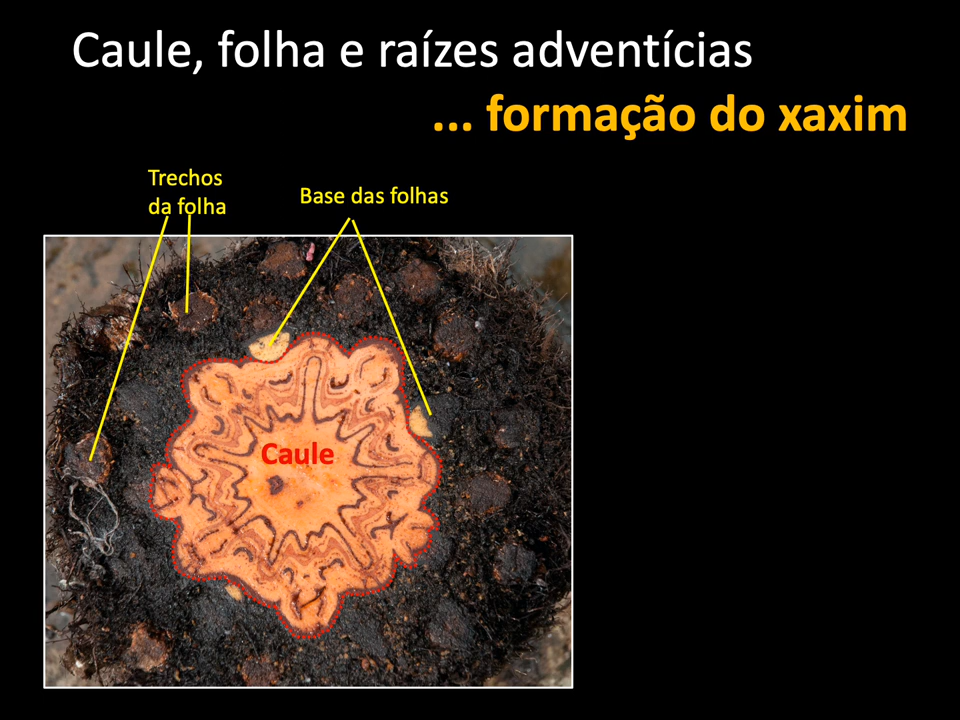 Caule, folha e raízes adventícias
... formação do xaxim
Trechos
da folha
Base das folhas
Caule